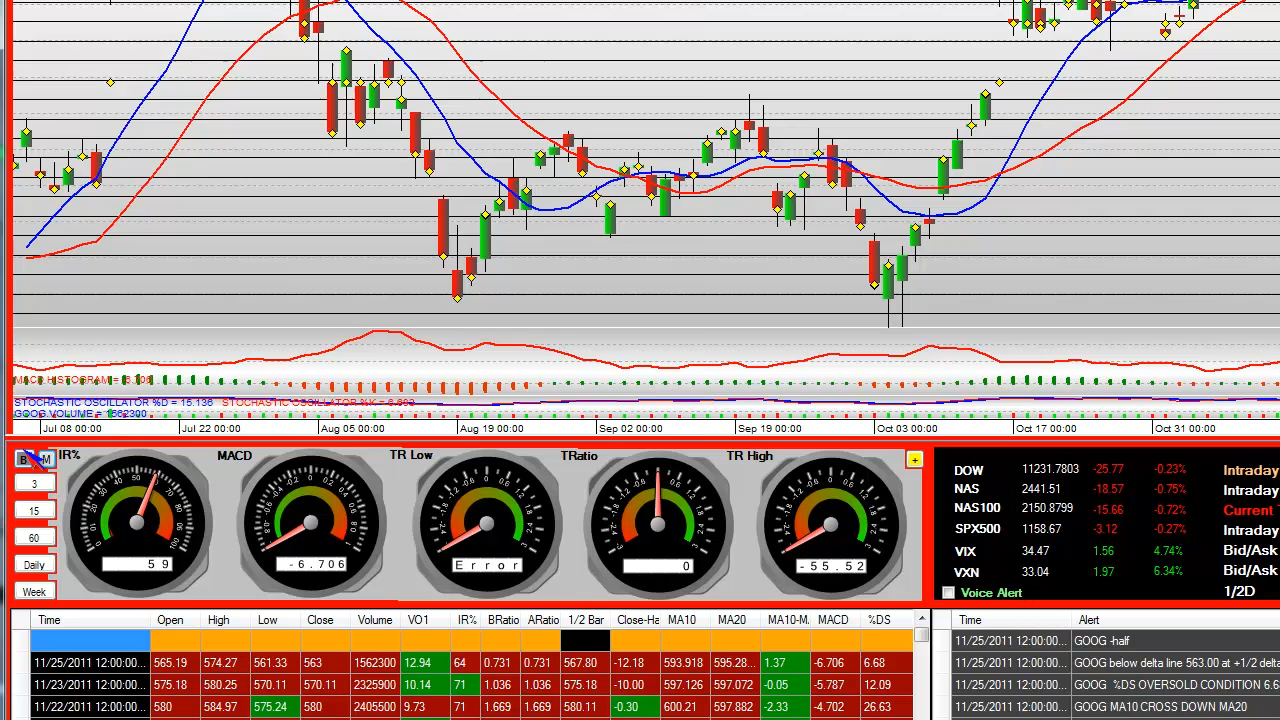 MACD HISTOGRAM = -6.706
STOCHASTIC OSCILLATOR %D = 15.136 STOCHASTIC OSCILLATOR %K = 6.682
GOOG VOLUME = 1562300
Jul 08 00:00 Jul 22 00:00 Aug 05 00:00 Aug 19 00:00 Sep 02 00:00 Sep 19 00:00 Oct 03 00:00 Oct 17 00:00 Oct 31 00:00
B M IR% MACD TR Low TRatio TR High +
3
15
60
Daily
Week
59 -6.706 Error 0 -55.52
DOW 11231.7803 -25.77 -0.23% Intraday
NAS 2441.51 -18.57 -0.75% Intraday
NAS100 2150.8799 -15.66 -0.72% Current
SPX500 1158.67 -3.12 -0.27% Intraday
VIX 34.47 1.56 4.74% Bid/Ask
VXN 33.04 1.97 6.34% Bid/Ask
Voice Alert 1/2D
Time Open High Low Close Volume VO1 IR% BRatio ARatio 1/2 Bar Close-Ha MA10 MA20 MA10-M. MACD %DS Time Alert
11/25/2011 12:00:00... GOOG -half
11/25/2011 12:00:00... 565.19 574.27 561.33 563 1562300 12.94 64 0.731 0.731 567.80 -12.18 593.918 595.28... 1.37 -6.706 6.68 11/25/2011 12:00:00... GOOG below delta line 563.00 at +1/2 delta
11/23/2011 12:00:00... 575.18 580.25 570.11 570.11 2325900 10.14 71 1.036 1.036 575.18 -10.00 597.126 597.072 -0.05 -5.787 12.09 11/25/2011 12:00:00... GOOG %DS OVERSOLD CONDITION 6.6
11/22/2011 12:00:00... 580 584.97 575.24 580 2405500 9.73 71 1.669 1.669 580.11 -0.30 600.21 597.882 -2.33 -4.702 26.63 11/25/2011 12:00:00... GOOG MA10 CROSS DOWN MA20